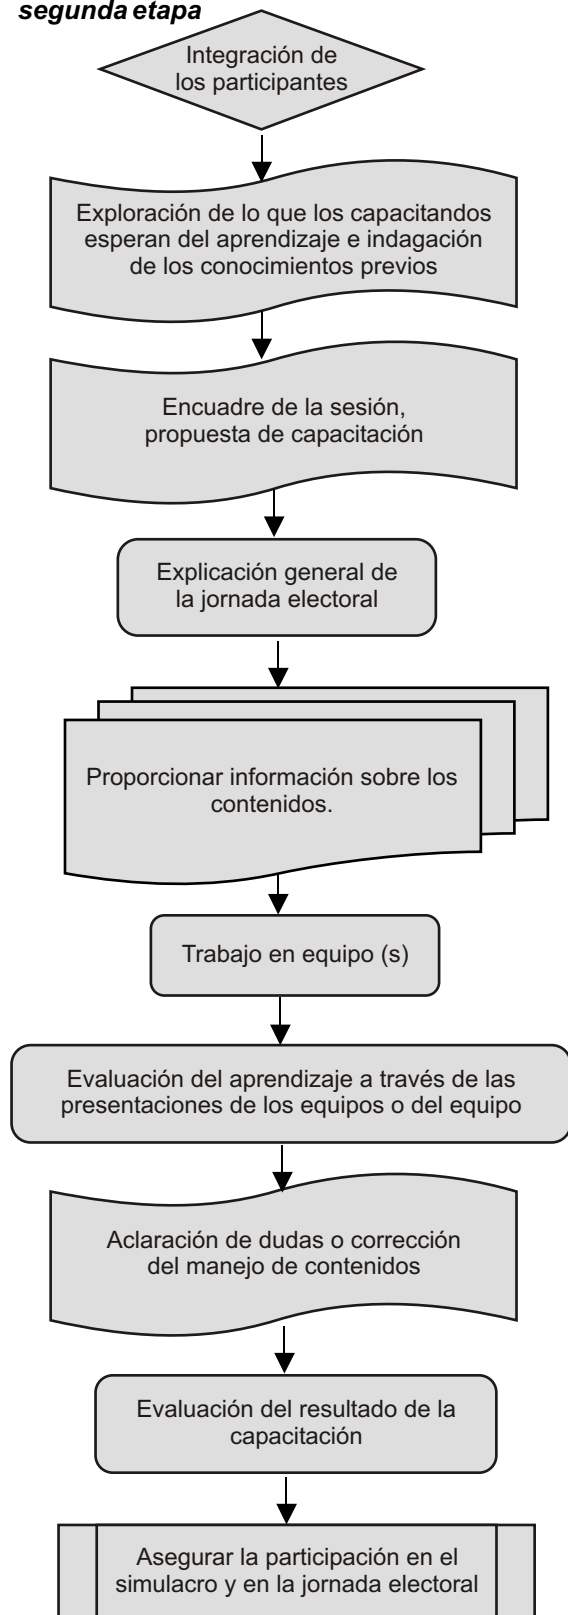 segunda etapa
Integración de
los participantes
Exploración de lo que los capacitandos
esperan del aprendizaje e indagación
de los conocimientos previos
Encuadre de la sesión,
propuesta de capacitación
Explicación general de
la jornada electoral
Proporcionar información sobre los
contenidos.
Trabajo en equipo (s)
Evaluación del aprendizaje a través de las
presentaciones de los equipos o del equipo
Aclaración de dudas o corrección
del manejo de contenidos
Evaluación del resultado de la
capacitación
Asegurar la participación en el
simulacro y en la jornada electoral